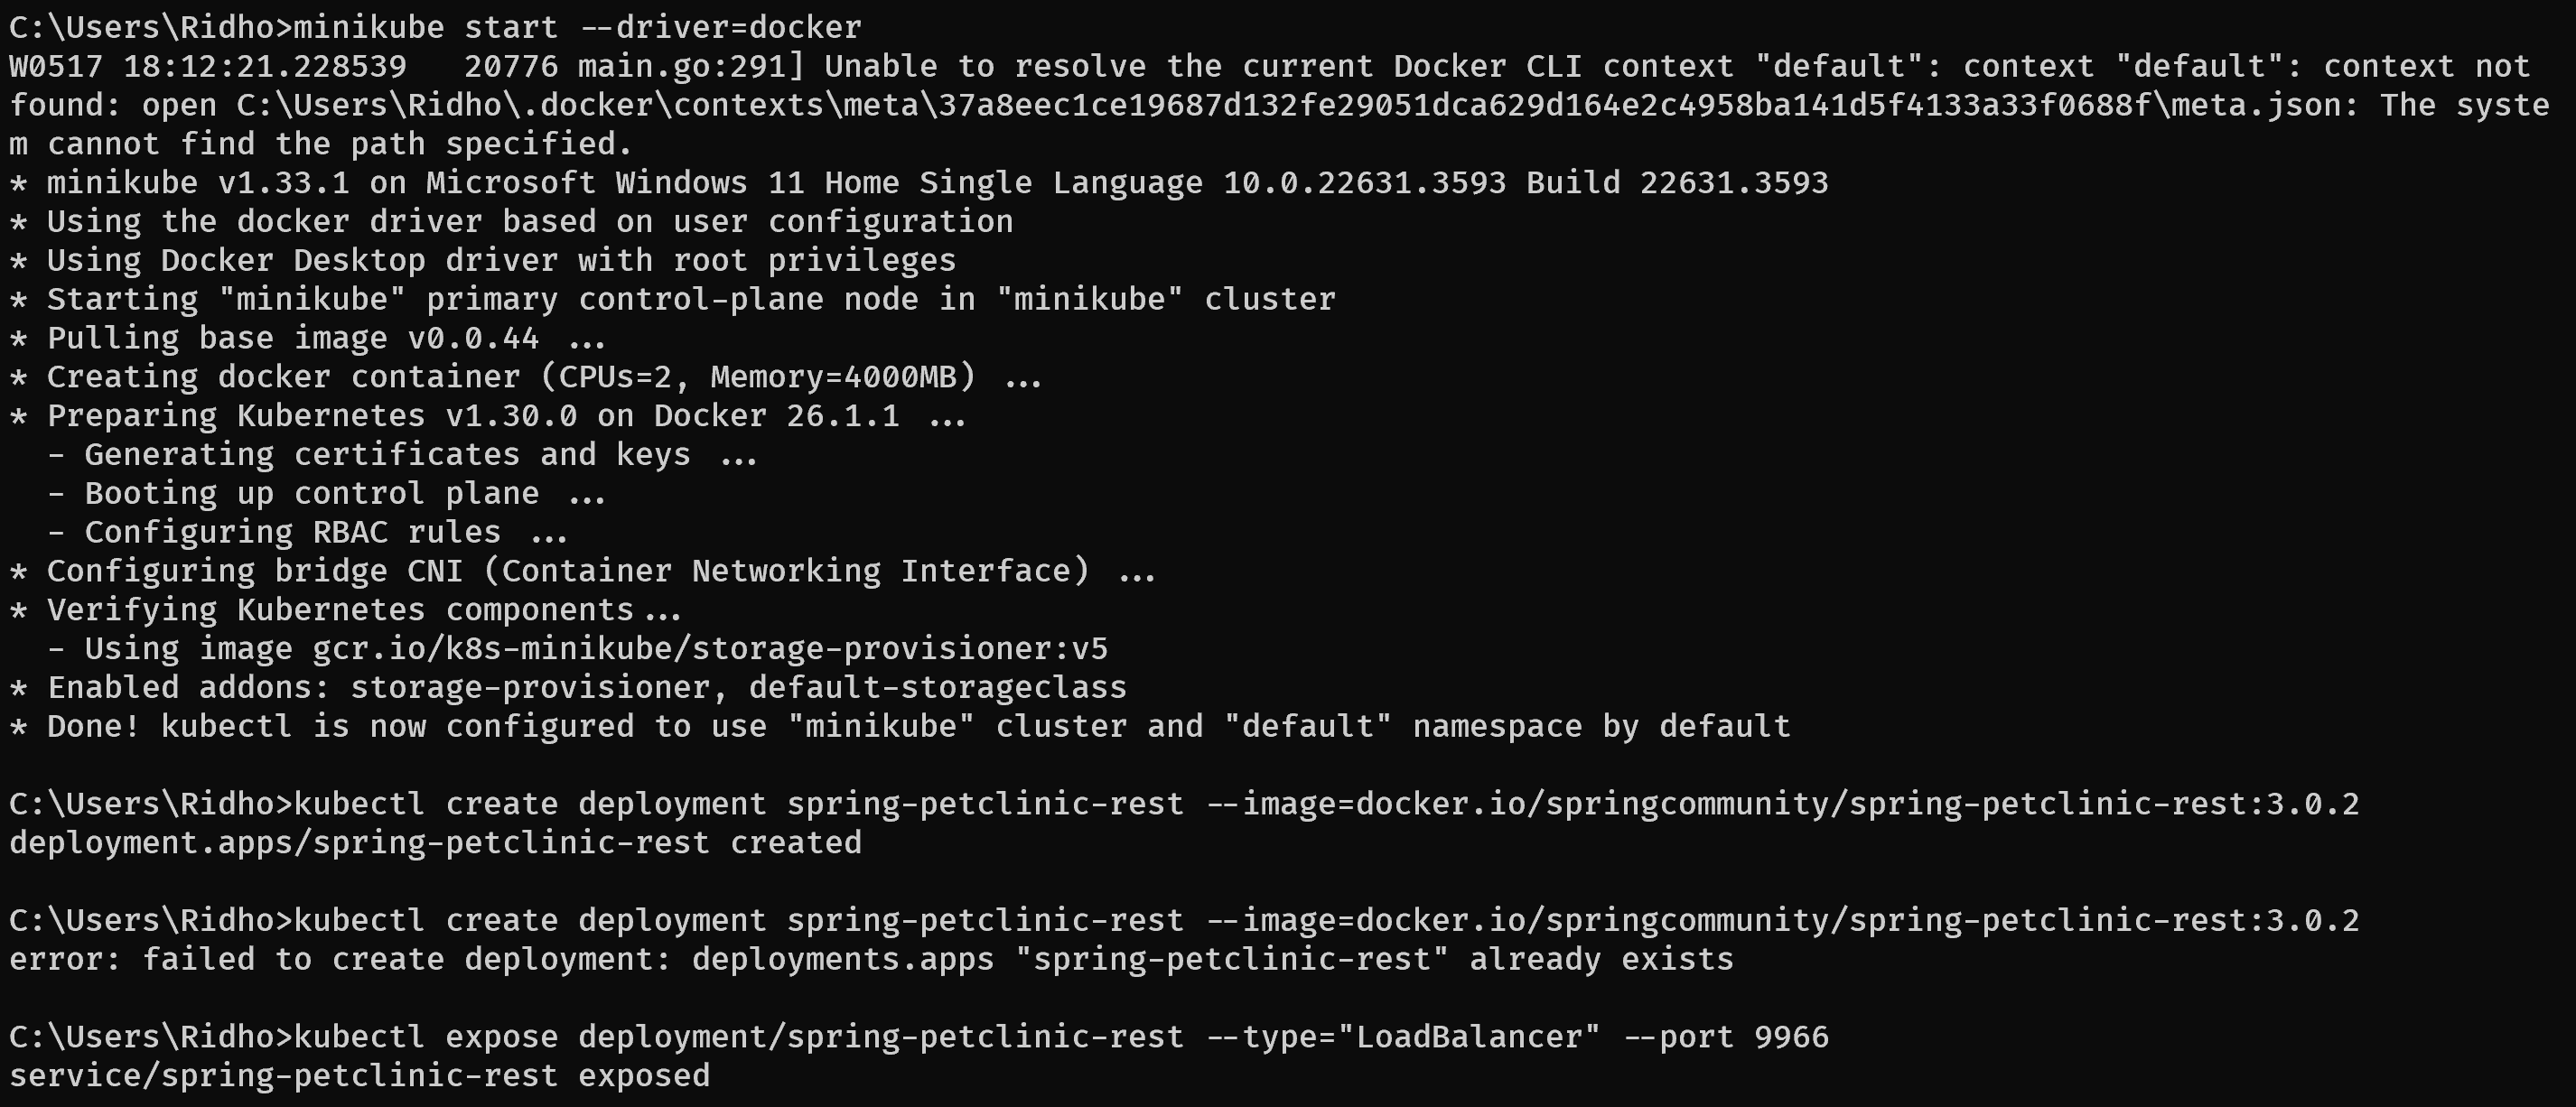 C:\Users\Ridho>minikube start --driver=docker
W0517 18:12:21.228539   20776 main.go:291] Unable to resolve the current Docker CLI context "default": context "default": context not
found: open C:\Users\Ridho\.docker\contexts\meta\37a8eec1ce19687d132fe29051dca629d164e2c4958ba141d5f4133a33f0688f\meta.json: The syste
m cannot find the path specified.
* minikube v1.33.1 on Microsoft Windows 11 Home Single Language 10.0.22631.3593 Build 22631.3593
* Using the docker driver based on user configuration
* Using Docker Desktop driver with root privileges
* Starting "minikube" primary control-plane node in "minikube" cluster
* Pulling base image v0.0.44 ...
* Creating docker container (CPUs=2, Memory=4000MB) ...
* Preparing Kubernetes v1.30.0 on Docker 26.1.1 ...
  - Generating certificates and keys ...
  - Booting up control plane ...
  - Configuring RBAC rules ...
* Configuring bridge CNI (Container Networking Interface) ...
* Verifying Kubernetes components...
  - Using image gcr.io/k8s-minikube/storage-provisioner:v5
* Enabled addons: storage-provisioner, default-storageclass
* Done! kubectl is now configured to use "minikube" cluster and "default" namespace by default

C:\Users\Ridho>kubectl create deployment spring-petclinic-rest --image=docker.io/springcommunity/spring-petclinic-rest:3.0.2
deployment.apps/spring-petclinic-rest created

C:\Users\Ridho>kubectl create deployment spring-petclinic-rest --image=docker.io/springcommunity/spring-petclinic-rest:3.0.2
error: failed to create deployment: deployments.apps "spring-petclinic-rest" already exists

C:\Users\Ridho>kubectl expose deployment/spring-petclinic-rest --type="LoadBalancer" --port 9966
service/spring-petclinic-rest exposed